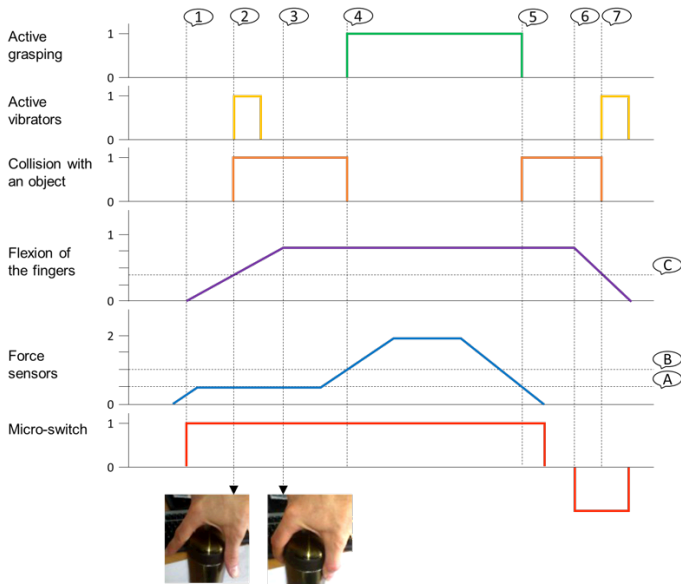 1 2 3 4 5 6 7
Active
grasping
1
0
Active
vibrators
1
0
Collision with
an object
1
0
Flexion of
the fingers
1
0
C
Force
sensors
2
0
B
A
Micro-switch
1
0